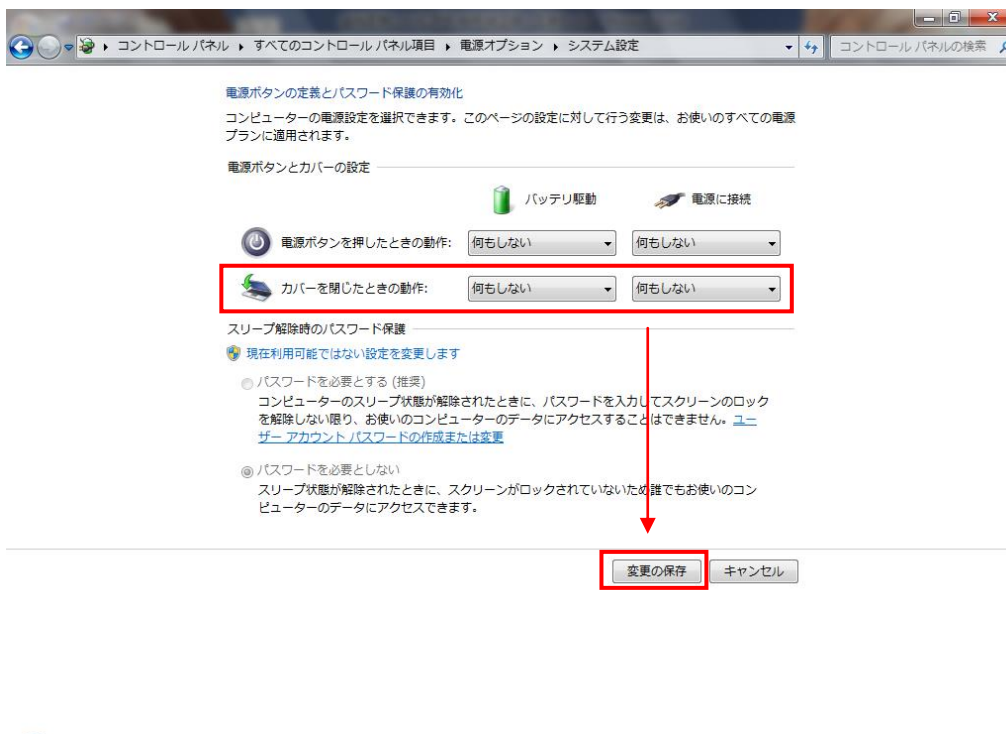 コントロール パネル ▸ すべてのコントロール パネル項目 ▸ 電源オプション ▸ システム設定
コントロール パネルの検索
電源ボタンの定義とパスワード保護の有効化
コンピューターの電源設定を選択できます。このページの設定に対して行う変更は、お使いのすべての電源
プランに適用されます。
電源ボタンとカバーの設定
バッテリ駆動 電源に接続
電源ボタンを押したときの動作: 何もしない 何もしない
カバーを閉じたときの動作: 何もしない 何もしない
スリープ解除時のパスワード保護
現在利用可能ではない設定を変更します
パスワードを必要とする (推奨)
コンピューターのスリープ状態が解除されたときに、パスワードを入力してスクリーンのロック
を解除しない限り、お使いのコンピューターのデータにアクセスすることはできません。ユー
ザー アカウント パスワードの作成または変更
パスワードを必要としない
スリープ状態が解除されたときに、スクリーンがロックされていないため誰でもお使いのコン
ピューターのデータにアクセスできます。
変更の保存 キャンセル